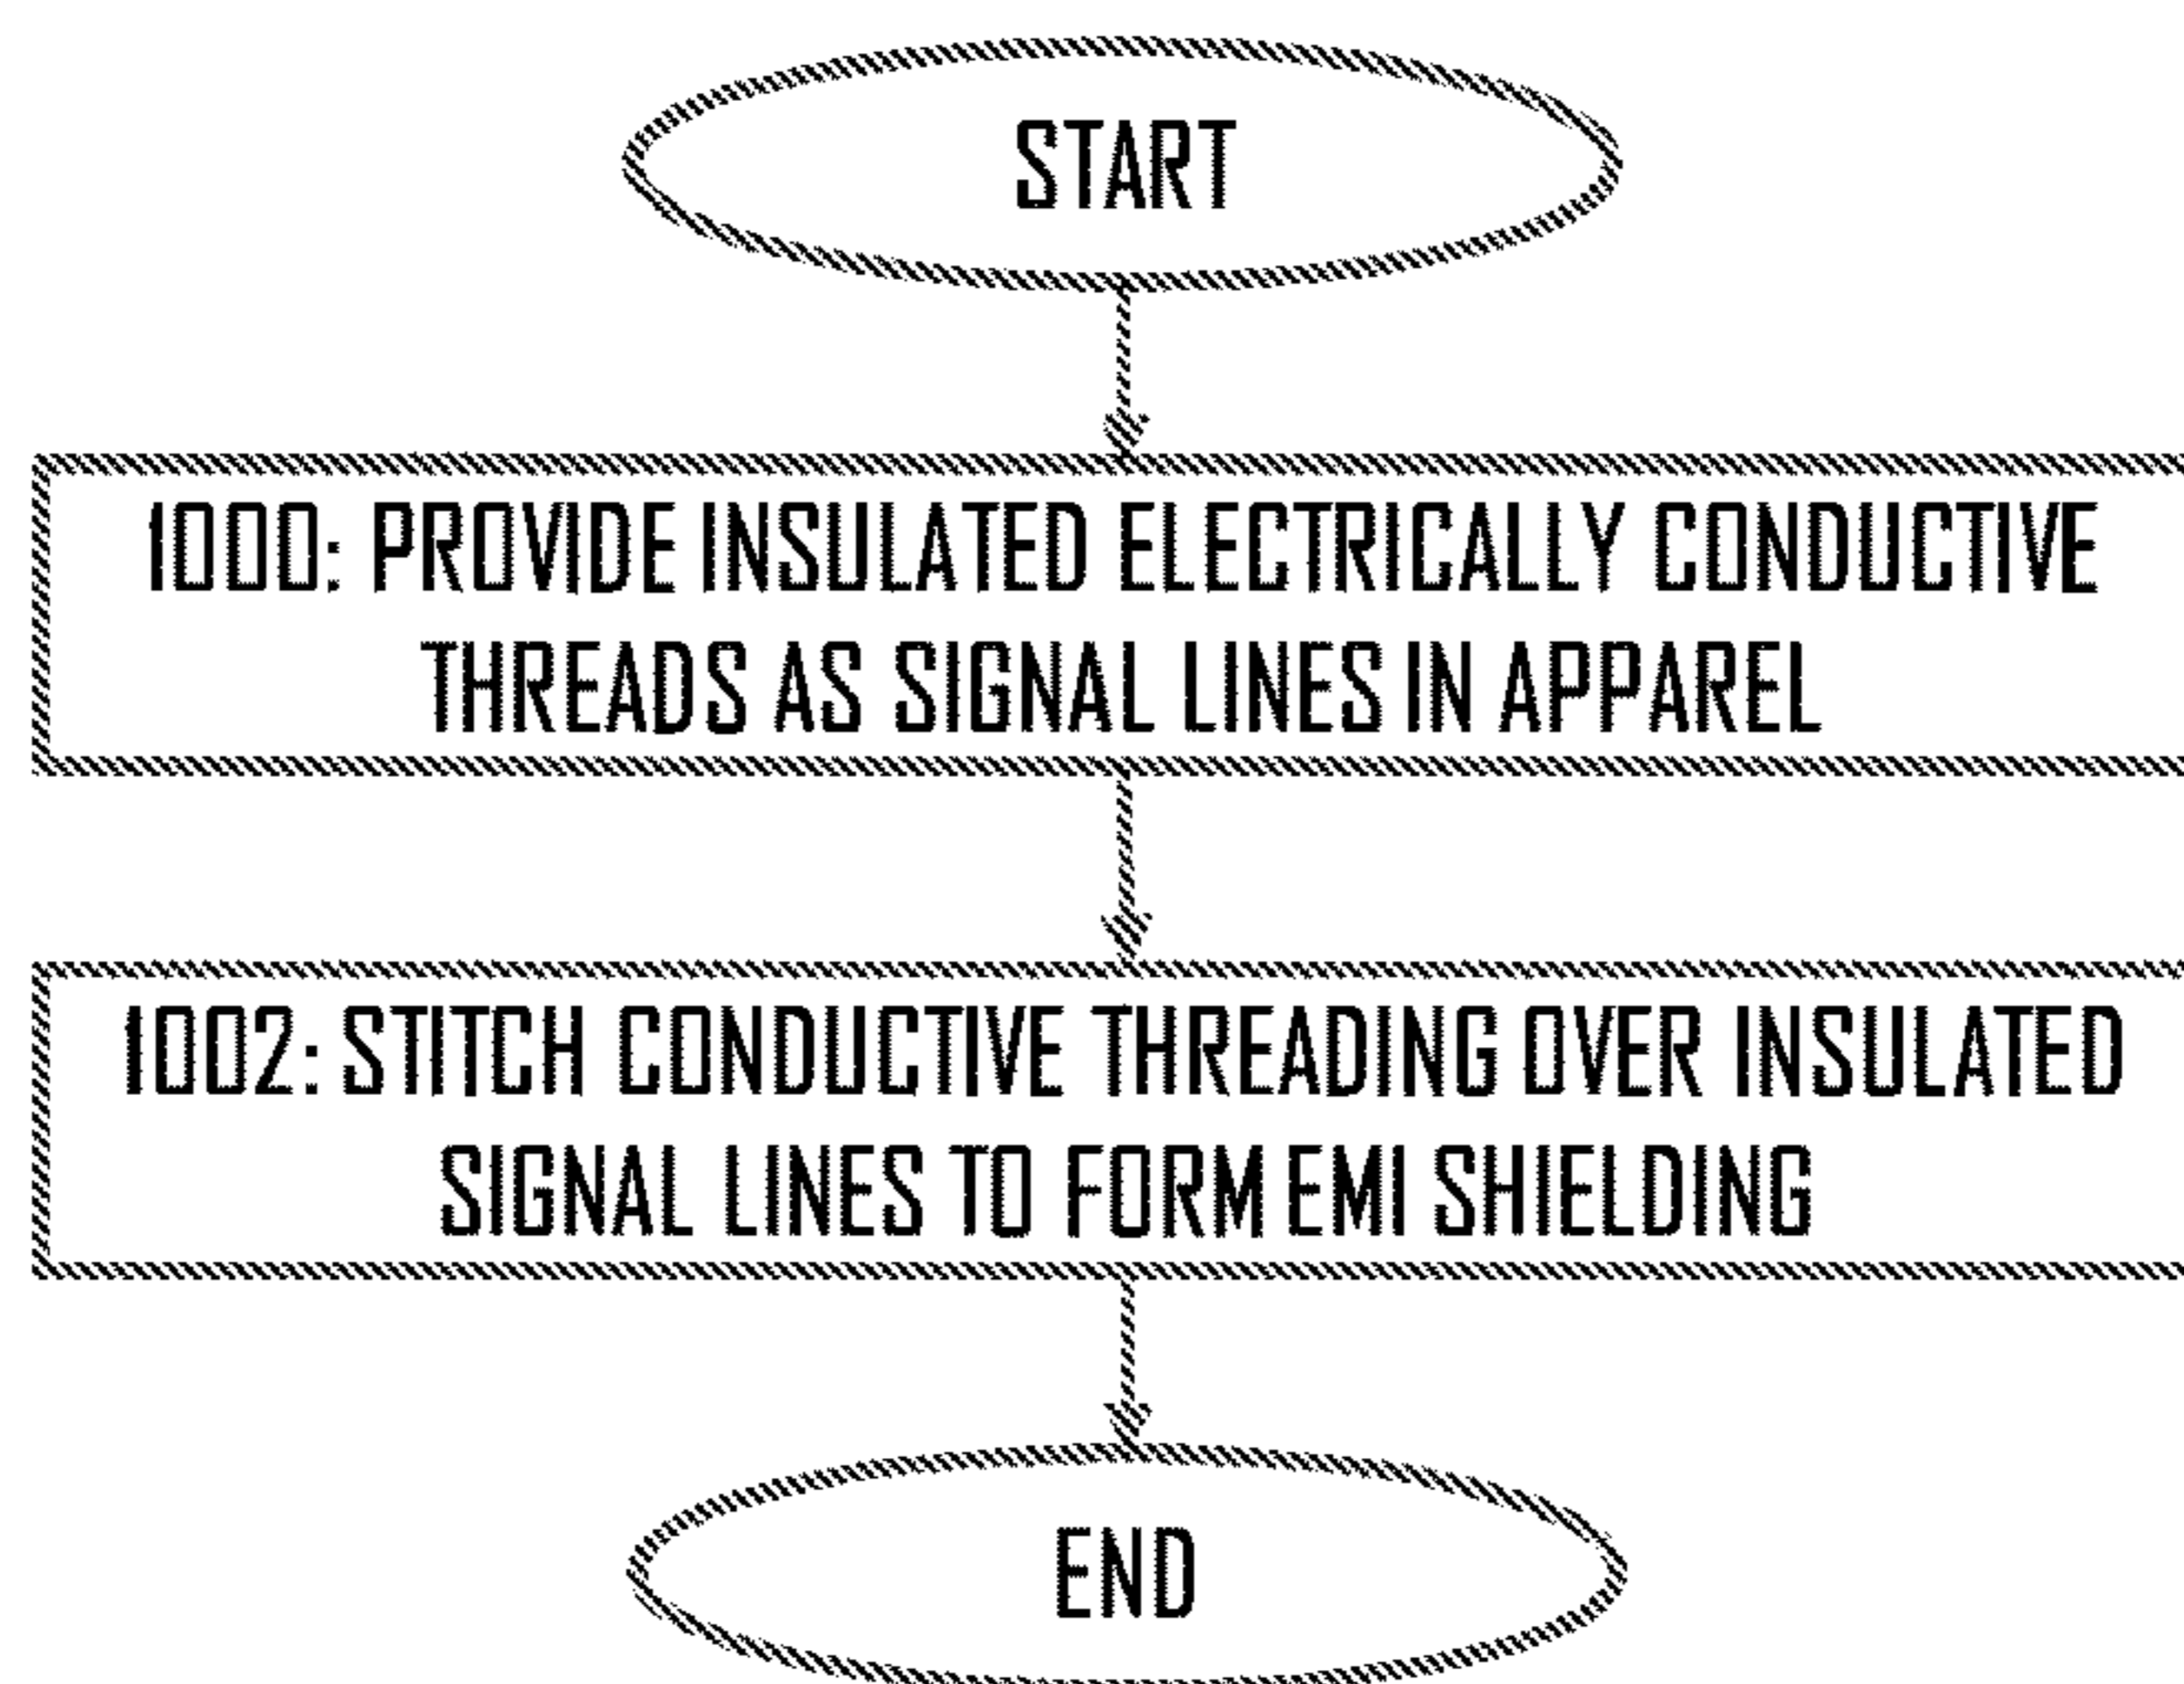 START
1000: PROVIDE INSULATED ELECTRICALLY CONDUCTIVE
THREADS AS SIGNAL LINES IN APPAREL
1002: STITCH CONDUCTIVE THREADING OVER INSULATED
SIGNAL LINES TO FORM EMI SHIELDING
END